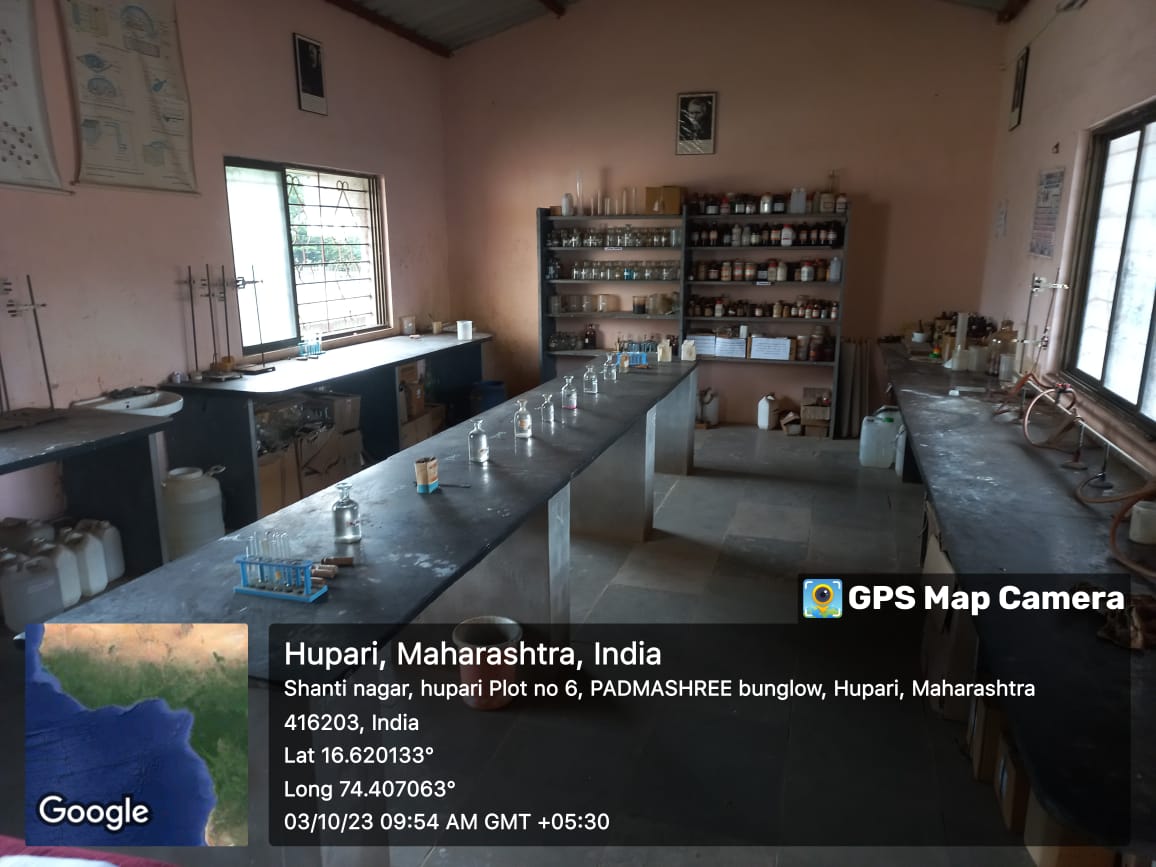 GPS Map Camera
Hupari, Maharashtra, India
Shanti nagar, hupari Plot no 6, PADMASHREE bunglow, Hupari, Maharashtra
416203, India
Lat 16.620133°
Long 74.407063°
03/10/23 09:54 AM GMT +05:30
Google